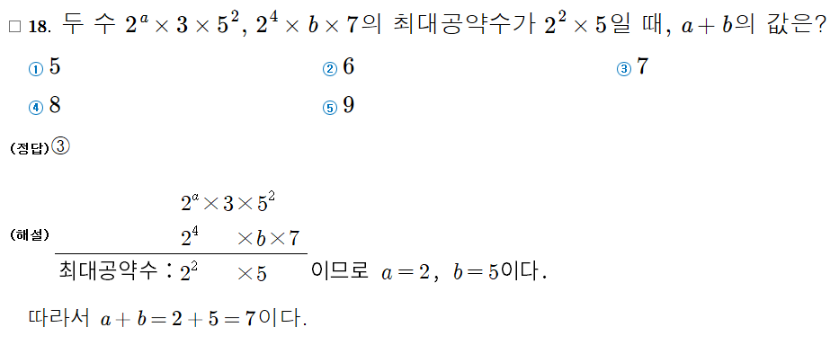 □ 18. 두 수 2^a × 3 × 5^2, 2^4 × b × 7의 최대공약수가 2^2 × 5일 때, a + b의 값은?
① 5 ② 6 ③ 7
④ 8 ⑤ 9
(정답) ③
2^a × 3 × 5^2
(해설) 2^4 × b × 7
최대공약수 : 2^2 × 5 이므로 a = 2, b = 5이다.
따라서 a + b = 2 + 5 = 7이다.